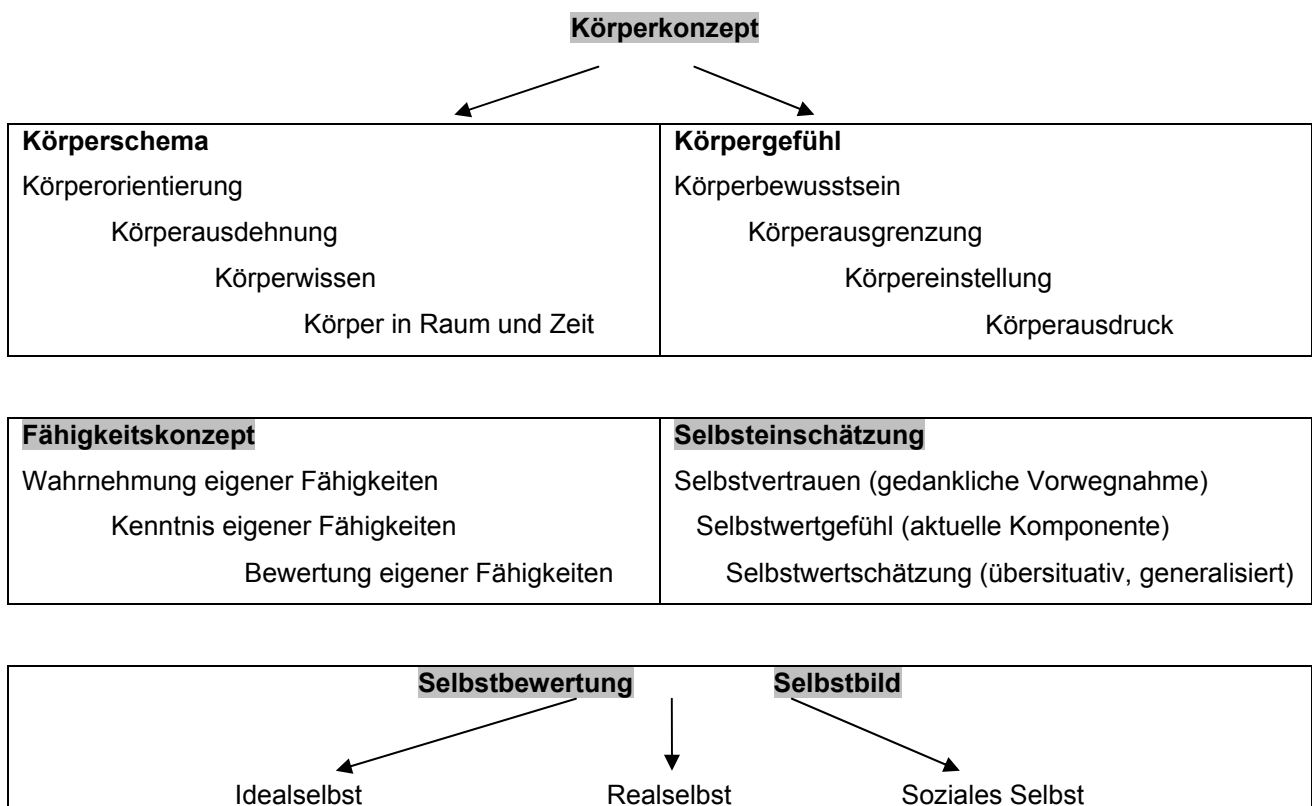 Körperkonzept
Körperschema
Körperorientierung
Körperausdehnung
Körperwissen
Körper in Raum und Zeit
Körpergefühl
Körperbewusstsein
Körperausgrenzung
Körpereinstellung
Körperausdruck
Fähigkeitskonzept
Wahrnehmung eigener Fähigkeiten
Kenntnis eigener Fähigkeiten
Bewertung eigener Fähigkeiten
Selbsteinschätzung
Selbstvertrauen (gedankliche Vorwegnahme)
Selbstwertgefühl (aktuelle Komponente)
Selbstwertschätzung (übersituativ, generalisiert)
Selbstbewertung Selbstbild
Idealselbst Realselbst Soziales Selbst